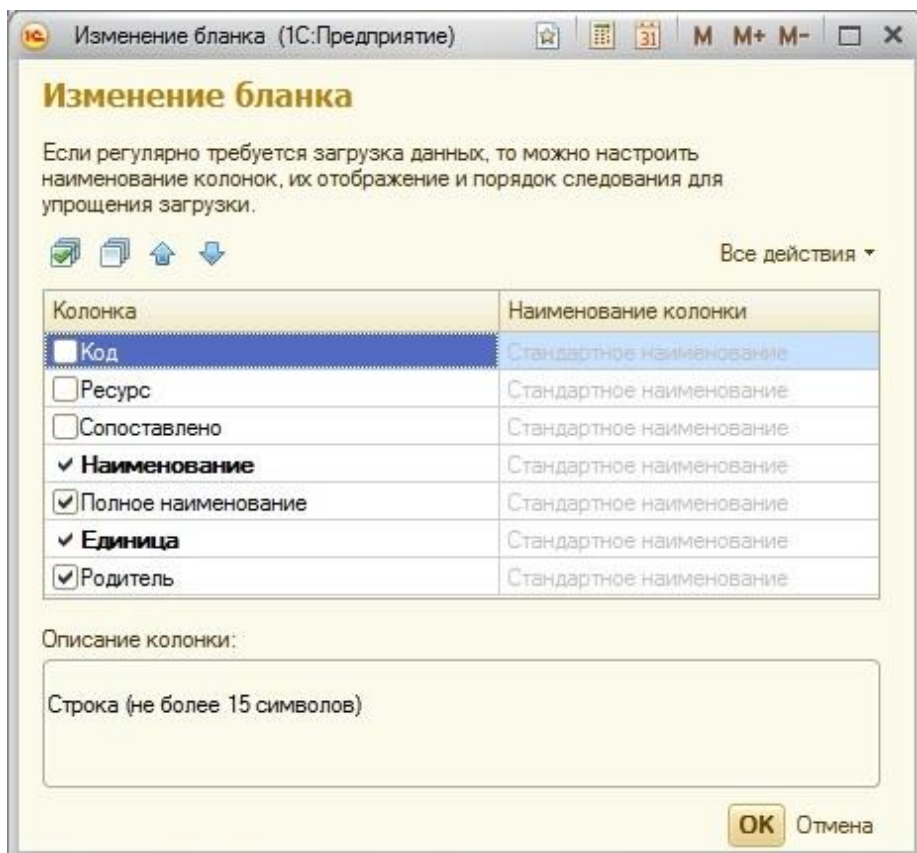 1С Изменение бланка (1С:Предприятие) 31 M M+ M-
Изменение бланка
Если регулярно требуется загрузка данных, то можно настроить
наименование колонок, их отображение и порядок следования для
упрощения загрузки.
Все действия
Колонка Наименование колонки
Код Стандартное наименование
Ресурс Стандартное наименование
Сопоставлено Стандартное наименование
Наименование Стандартное наименование
Полное наименование Стандартное наименование
Единица Стандартное наименование
Родитель Стандартное наименование
Описание колонки:
Строка (не более 15 символов)
OK Отмена